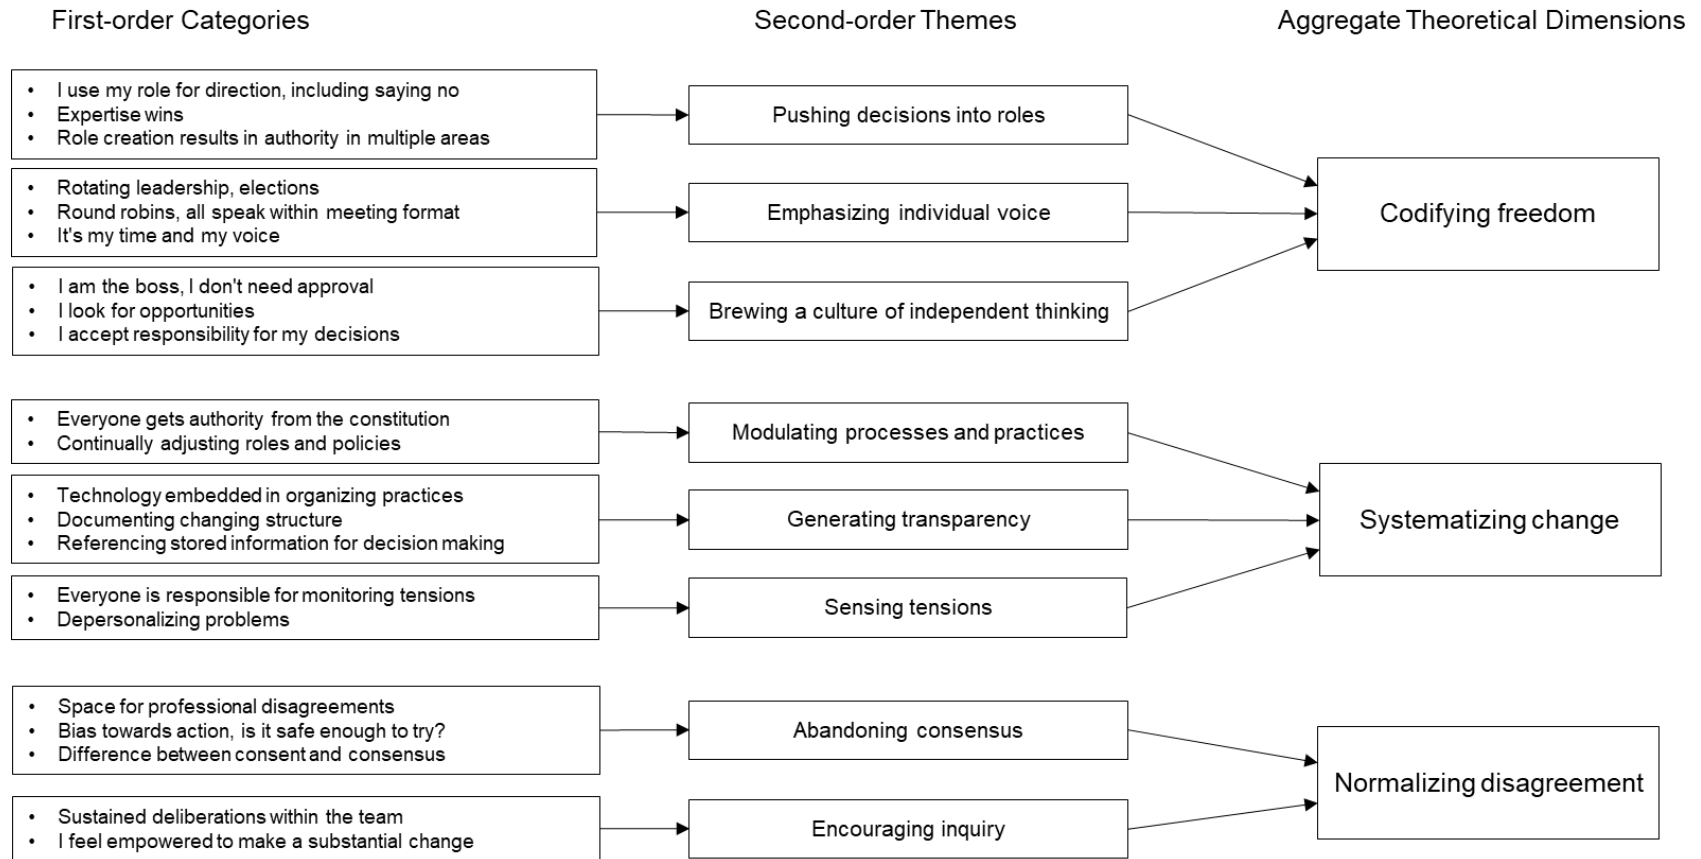 First-order Categories
Second-order Themes
Aggregate Theoretical Dimensions
• I use my role for direction, including saying no
• Expertise wins
• Role creation results in authority in multiple areas
Pushing decisions into roles
• Rotating leadership, elections
• Round robins, all speak within meeting format
• It's my time and my voice
Emphasizing individual voice
• I am the boss, I don't need approval
• I look for opportunities
• I accept responsibility for my decisions
Brewing a culture of independent thinking
Codifying freedom
• Everyone gets authority from the constitution
• Continually adjusting roles and policies
Modulating processes and practices
• Technology embedded in organizing practices
• Documenting changing structure
• Referencing stored information for decision making
Generating transparency
• Everyone is responsible for monitoring tensions
• Depersonalizing problems
Sensing tensions
Systematizing change
• Space for professional disagreements
• Bias towards action, is it safe enough to try?
• Difference between consent and consensus
Abandoning consensus
• Sustained deliberations within the team
• I feel empowered to make a substantial change
Encouraging inquiry
Normalizing disagreement